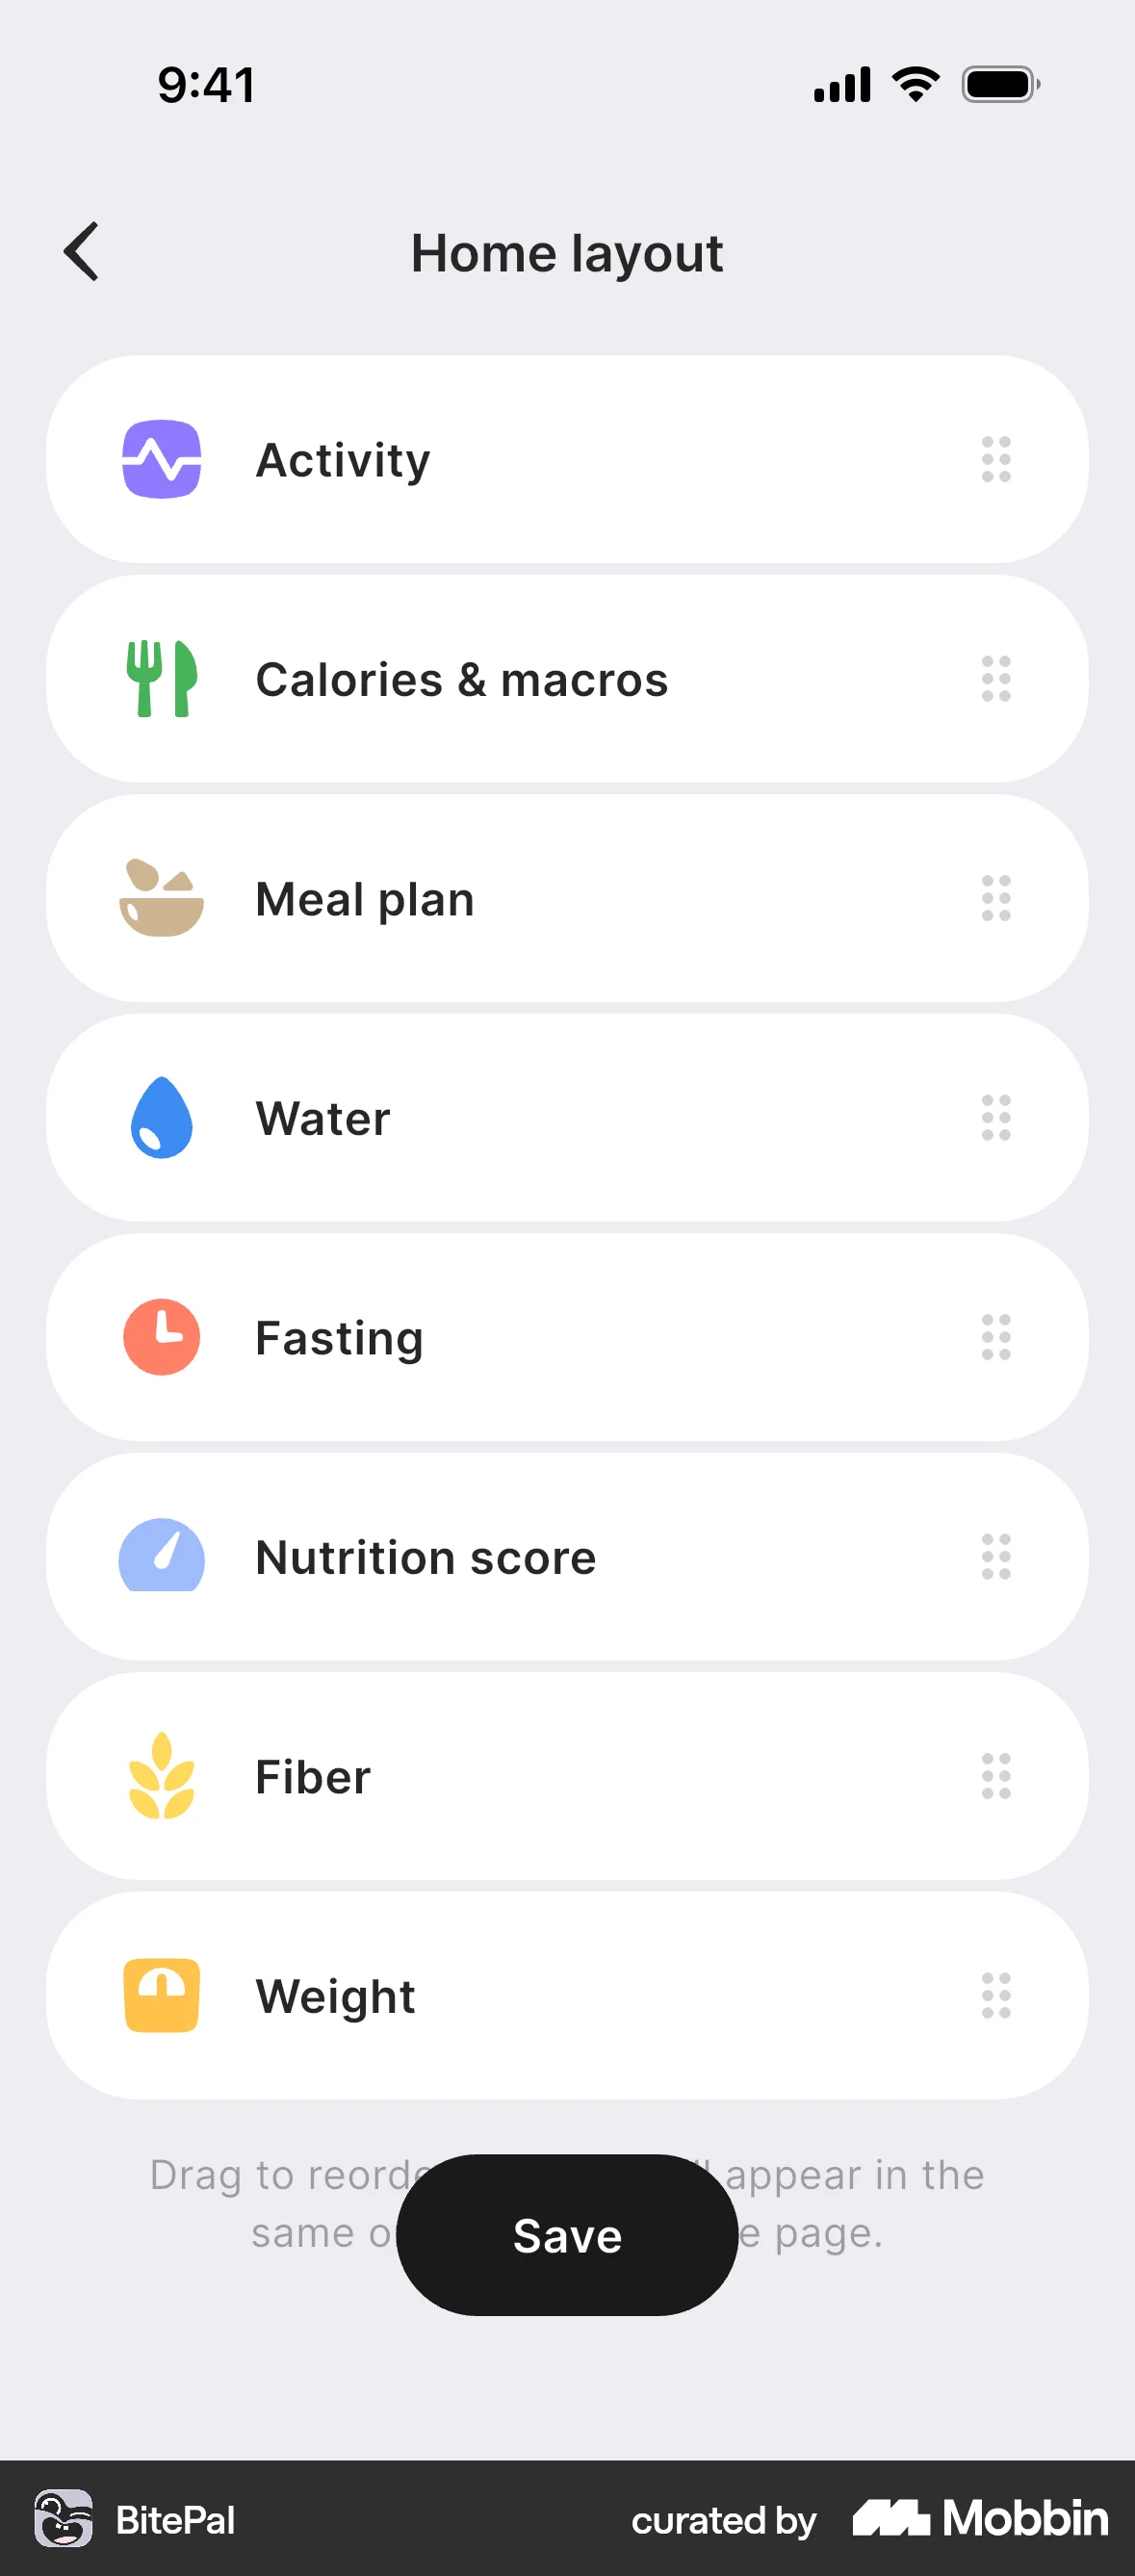 9:41
Home layout
Activity
Calories & macros
Meal plan
Water
Fasting
Nutrition score
Fiber
Weight
Drag to appear in the
same page.
Save
BitePal
curated by Mobbin